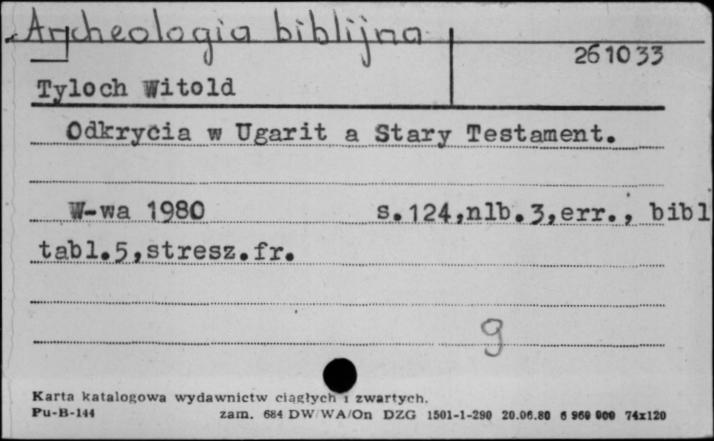 Archeologia biblijna
261033
Tyloch Witold
Odkrycia w Ugarit a Stary Testament.
W-wa 1980 s.124,nlb.3,err., bibl
tabl.5,stresz.fr.
g
Karta katalogowa wydawnictw ciągłych i zwartych.
Pu-B-144 zam. 684 DW/WA/On DZG 1501-1-290 20.06.80 6 960 000 74x120